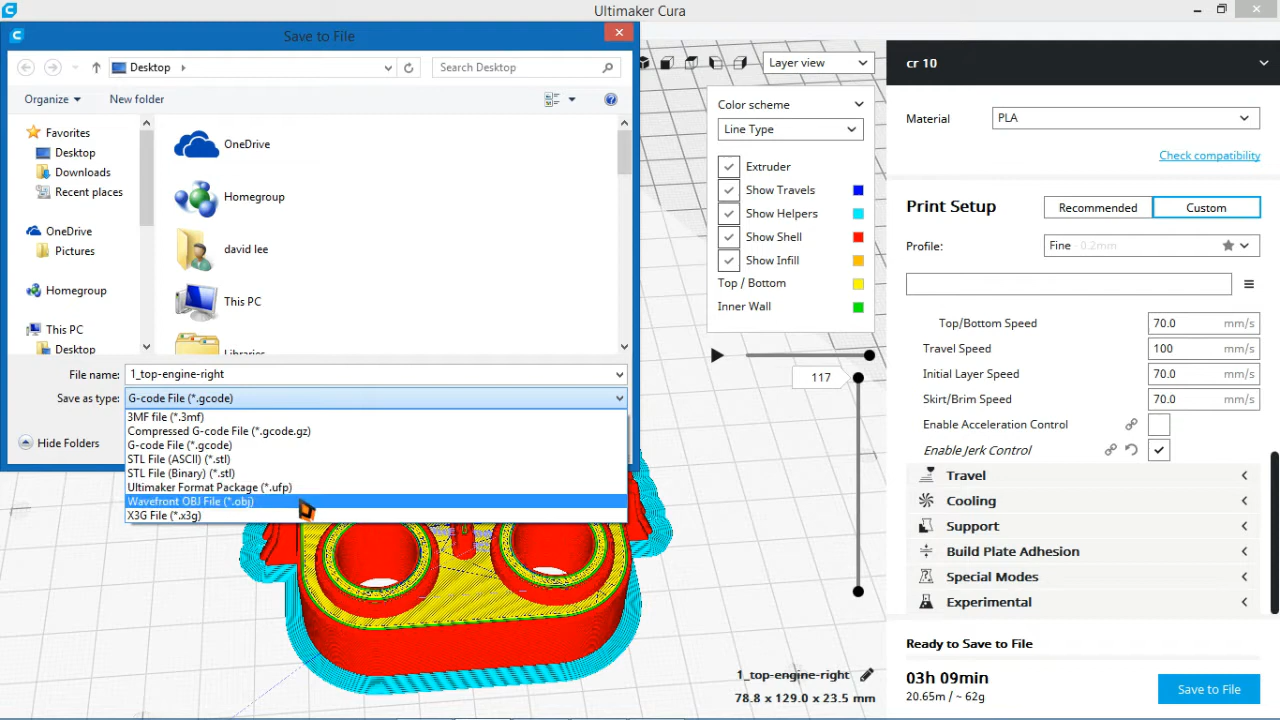 Ultimaker Cura
Save to File
Desktop
Search Desktop
Organize
New folder
Favorites
Desktop
Downloads
Recent places
OneDrive
Pictures
Homegroup
This PC
Desktop
OneDrive
Homegroup
david lee
This PC
Libraries
File name: 1_top-engine-right
Save as type: G-code File (*.gcode)
3MF file (*.3mf)
Compressed G-code File (*.gcode.gz)
G-code File (*.gcode)
STL File (ASCII) (*.stl)
STL File (Binary) (*.stl)
Ultimaker Format Package (*.ufp)
Wavefront OBJ File (*.obj)
X3G File (*.x3g)
Hide Folders
Layer view
Color scheme
Line Type
Extruder
Show Travels
Show Helpers
Show Shell
Show Infill
Top / Bottom
Inner Wall
117
1_top-engine-right
78.8 x 129.0 x 23.5 mm
cr 10
Material PLA
Check compatibility
Print Setup Recommended Custom
Profile: Fine - 0.2mm
Top/Bottom Speed 70.0 mm/s
Travel Speed 100 mm/s
Initial Layer Speed 70.0 mm/s
Skirt/Brim Speed 70.0 mm/s
Enable Acceleration Control
Enable Jerk Control
Travel
Cooling
Support
Build Plate Adhesion
Special Modes
Experimental
Ready to Save to File
03h 09min
20.65m / ~ 62g
Save to File